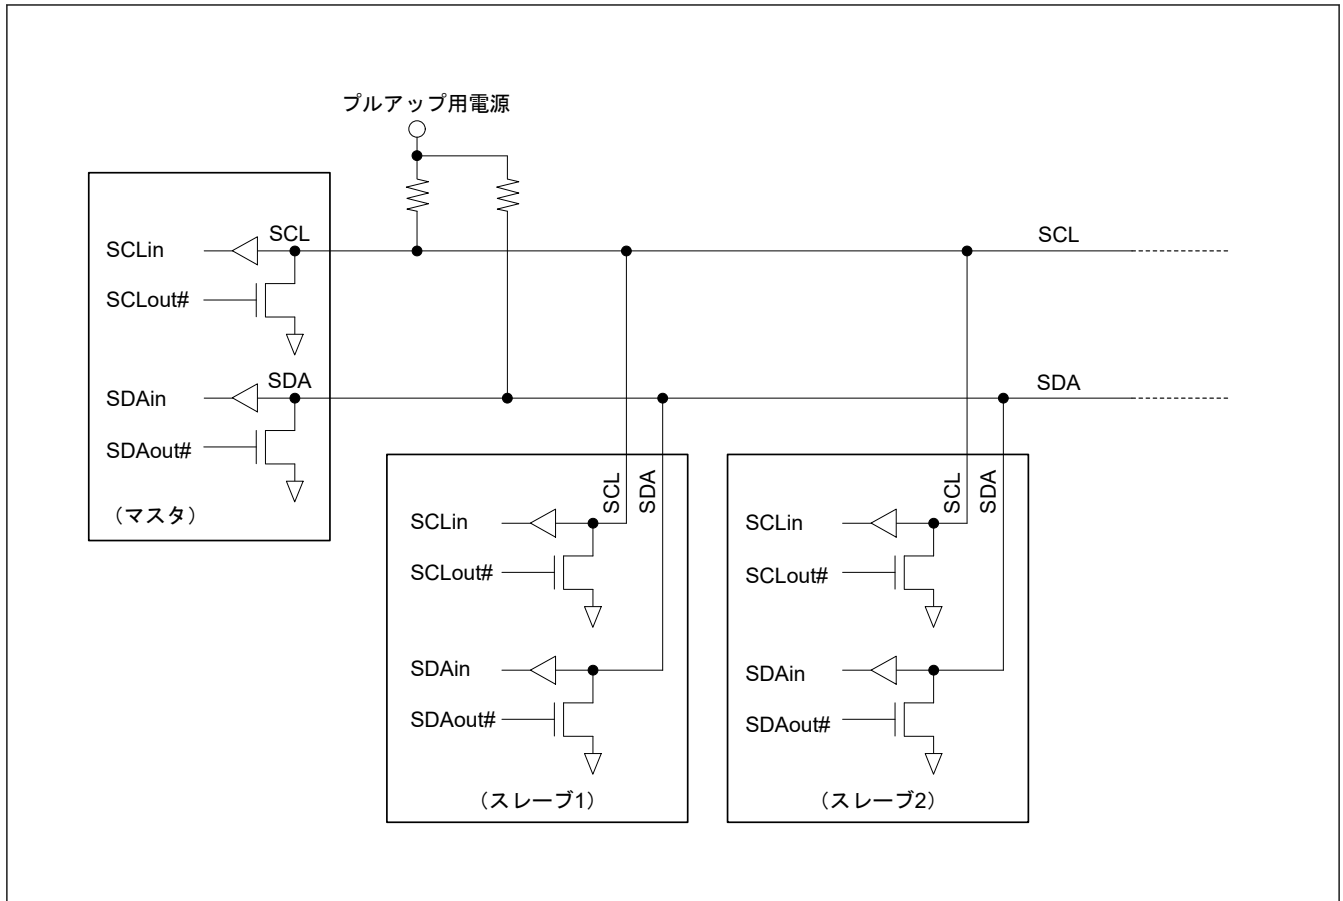 プルアップ用電源
SCL
SCLin
SCLout#
SDA
SDAin
SDAout#
（マスタ）
SCL
SDA
SCL
SDA
SCLin
SCLout#
SDAin
SDAout#
（スレーブ1）
SCL
SDA
SCLin
SCLout#
SDAin
SDAout#
（スレーブ2）